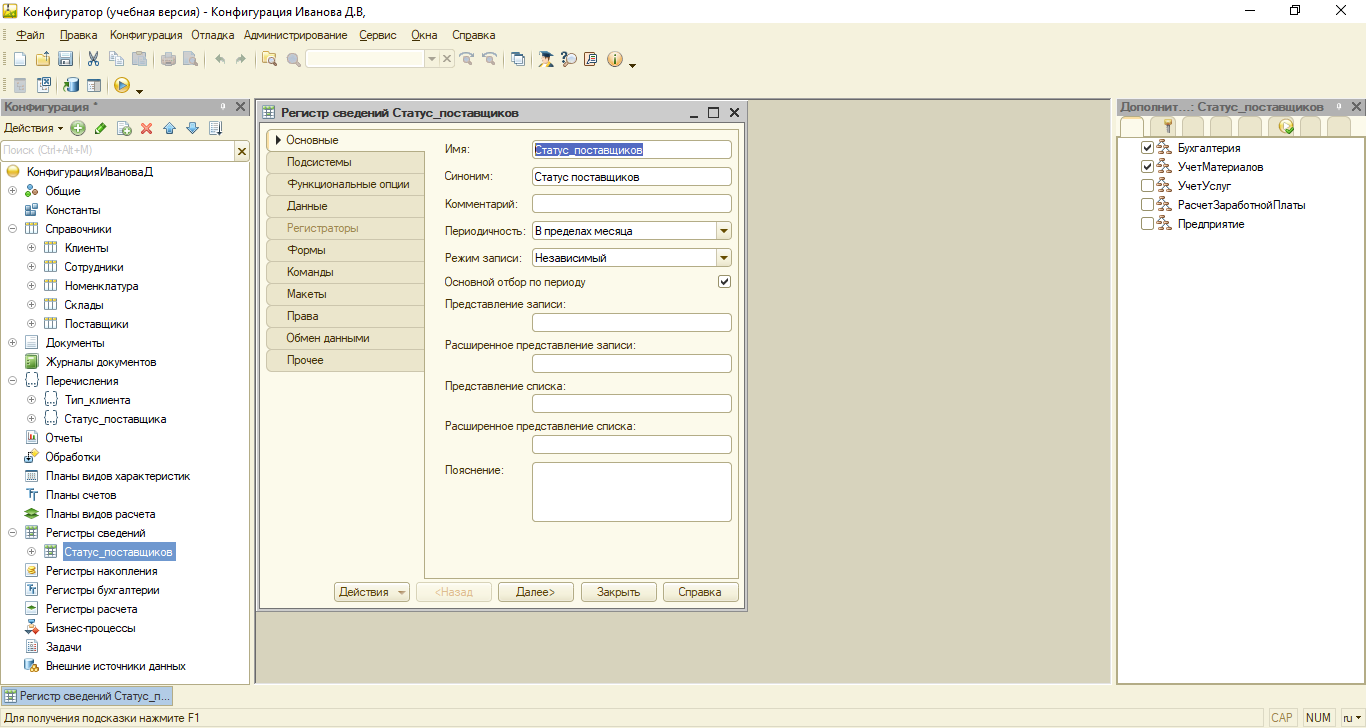 Конфигуратор (учебная версия) - Конфигурация Иванова Д.В,
Файл Правка Конфигурация Отладка Администрирование Сервис Окна Справка
Конфигурация *
Действия
Поиск (Ctrl+Alt+M)
КонфигурацияИвановаД
Общие
Константы
Справочники
Клиенты
Сотрудники
Номенклатура
Склады
Поставщики
Документы
Журналы документов
Перечисления
Тип_клиента
Статус_поставщика
Отчеты
Обработки
Планы видов характеристик
Планы счетов
Планы видов расчета
Регистры сведений
Статус_поставщиков
Регистры накопления
Регистры бухгалтерии
Регистры расчета
Бизнес-процессы
Задачи
Внешние источники данных
Регистр сведений Статус_поставщиков
Основные
Подсистемы
Функциональные опции
Данные
Регистраторы
Формы
Команды
Макеты
Права
Обмен данными
Прочее
Имя: Статус_поставщиков
Синоним: Статус поставщиков
Комментарий:
Периодичность: В пределах месяца
Режим записи: Независимый
Основной отбор по периоду
Представление записи:
Расширенное представление записи:
Представление списка:
Расширенное представление списка:
Пояснение:
Действия <Назад Далее> Закрыть Справка
Дополнит...: Статус_поставщиков
Бухгалтерия
УчетМатериалов
УчетУслуг
РасчетЗаработнойПлаты
Предприятие
Регистр сведений Статус_п...
Для получения подсказки нажмите F1
CAP NUM ru